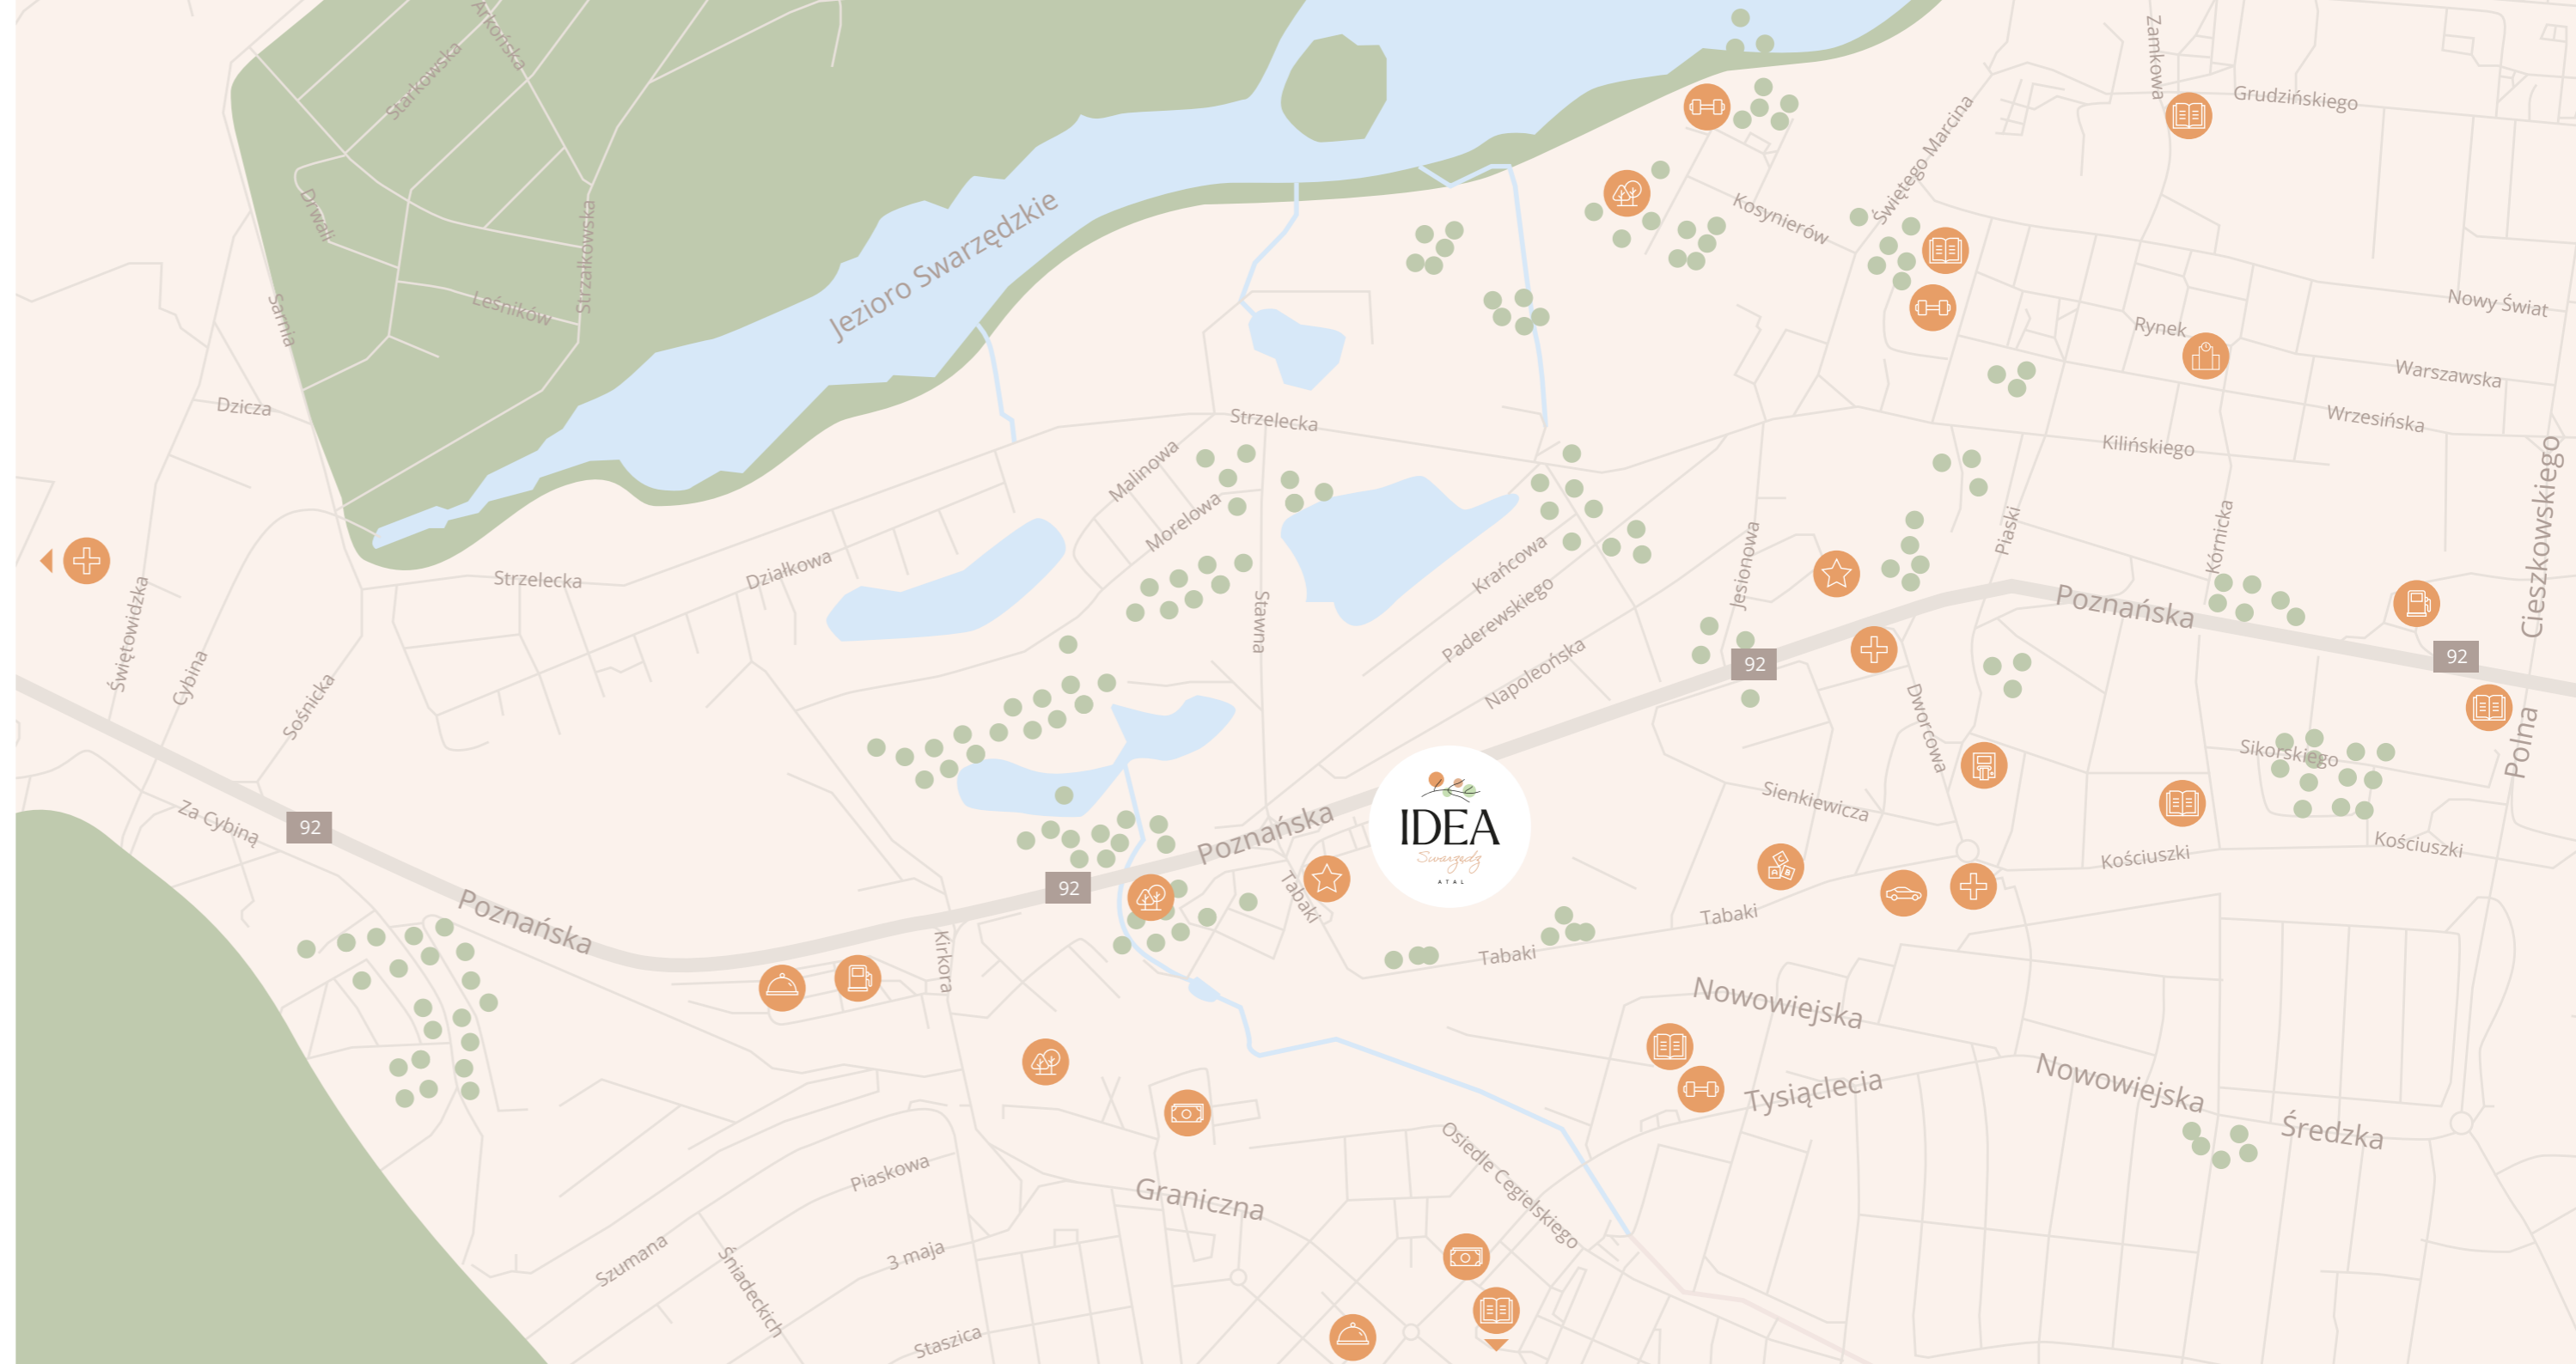 Arkońska
Starkowska
Zamkowa
Grudzińskiego
Świętego Marcina
Drwali
Strzałkowska
Kosynierów
Jezioro Swarzędzkie
Leśników
Sarnia
Nowy Świat
Rynek
Warszawska
Dzicza
Strzelecka
Wrzesińska
Kilińskiego
Malinowa
Morelowa
Cieszkowskiego
Piaski
Kórnicka
Jesionowa
Krańcowa
Działkowa
Strzelecka
Stawna
Paderewskiego
Poznańska
Świętowidzka
Cybina
Sośnicka
Napoleońska
92
92
Dworcowa
Polna
Sikorskiego
Sienkiewicza
Za Cybiną
92
Poznańska
IDEA
Swarzędz
ATAL
Kościuszki
Kościuszki
92
Tabaki
Poznańska
Tabaki
Tabaki
Kirkora
Nowowiejska
Tysiąclecia
Nowowiejska
Średzka
Osiedle Cegielskiego
Piaskowa
Graniczna
3 maja
Szumana
Śniadeckich
Staszica
A
B
C